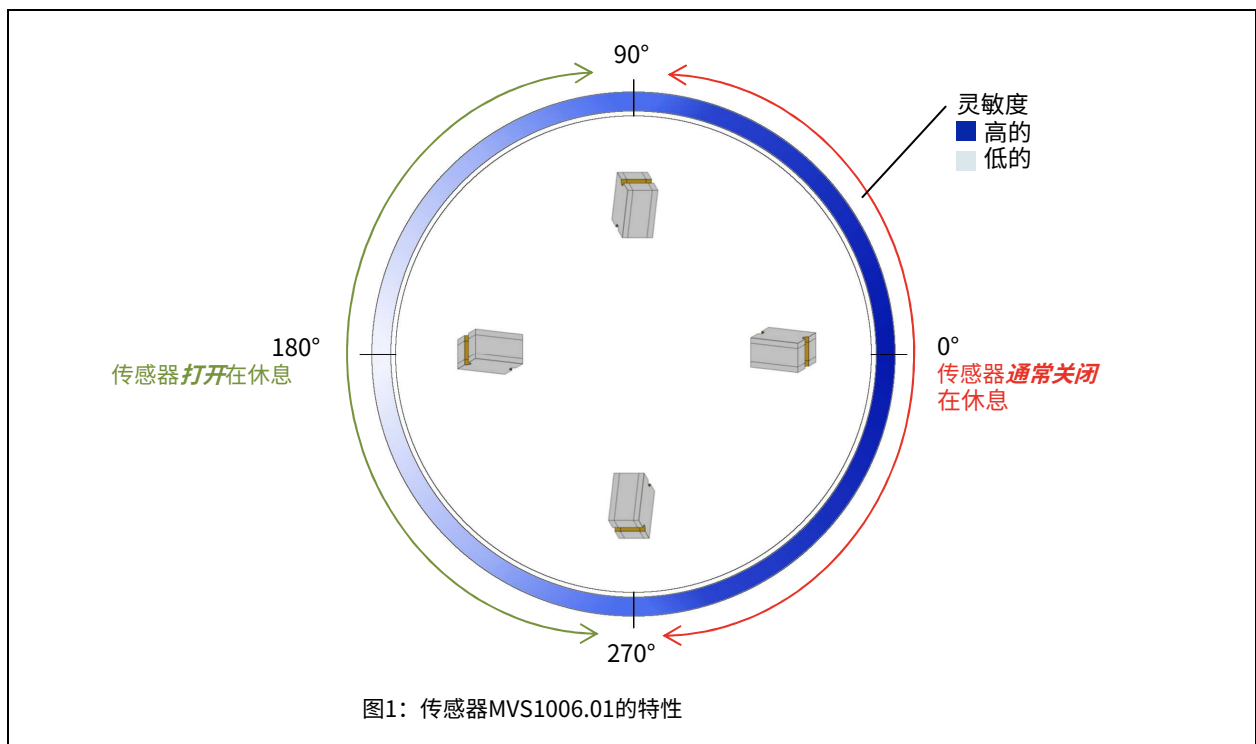 90°
灵敏度
高的
低的
180°
传感器打开在休息
0°
传感器通常关闭
在休息
270°
图1：传感器MVS1006.01的特性